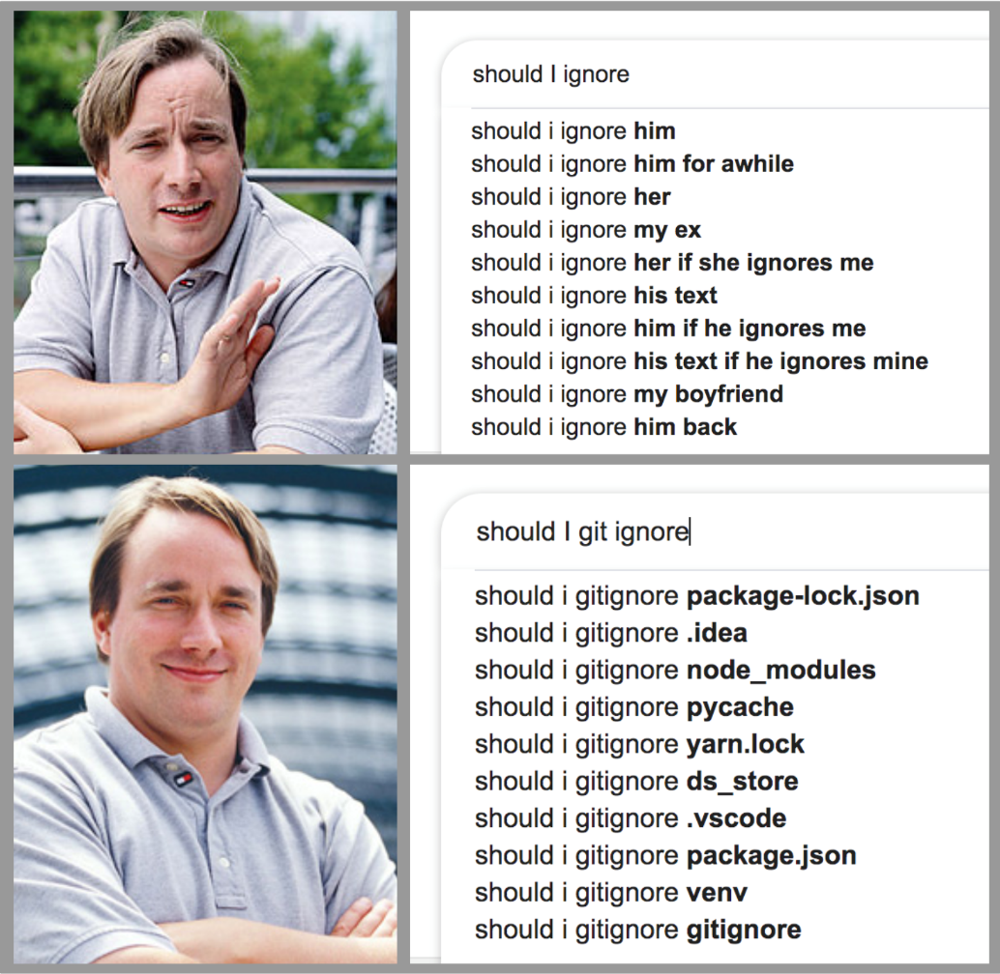 should I ignore
should i ignore him
should i ignore him for awhile
should i ignore her
should i ignore my ex
should i ignore her if she ignores me
should i ignore his text
should i ignore him if he ignores me
should i ignore his text if he ignores mine
should i ignore my boyfriend
should i ignore him back
should I git ignore
should i gitignore package-lock.json
should i gitignore .idea
should i gitignore node_modules
should i gitignore pycache
should i gitignore yarn.lock
should i gitignore ds_store
should i gitignore .vscode
should i gitignore package.json
should i gitignore venv
should i gitignore gitignore